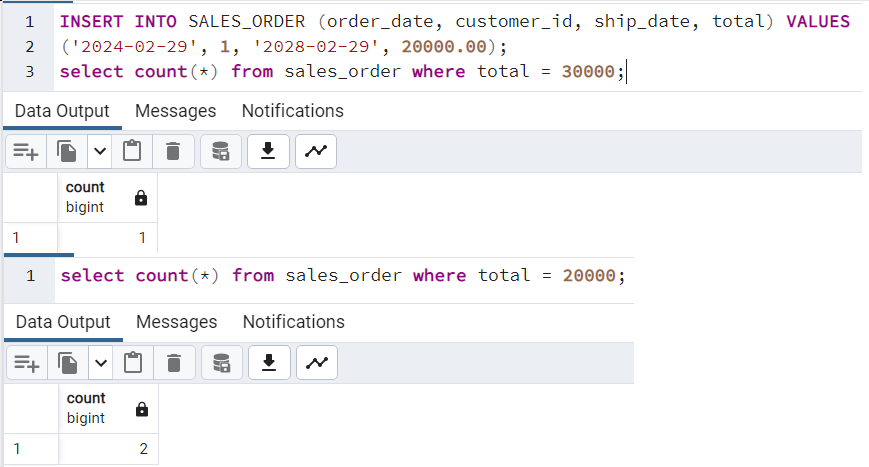 1 INSERT INTO SALES_ORDER (order_date, customer_id, ship_date, total) VALUES
2 ('2024-02-29', 1, '2028-02-29', 20000.00);
3 select count(*) from sales_order where total = 30000;
Data Output Messages Notifications
count
bigint
1 1
1 select count(*) from sales_order where total = 20000;
Data Output Messages Notifications
count
bigint
1 2